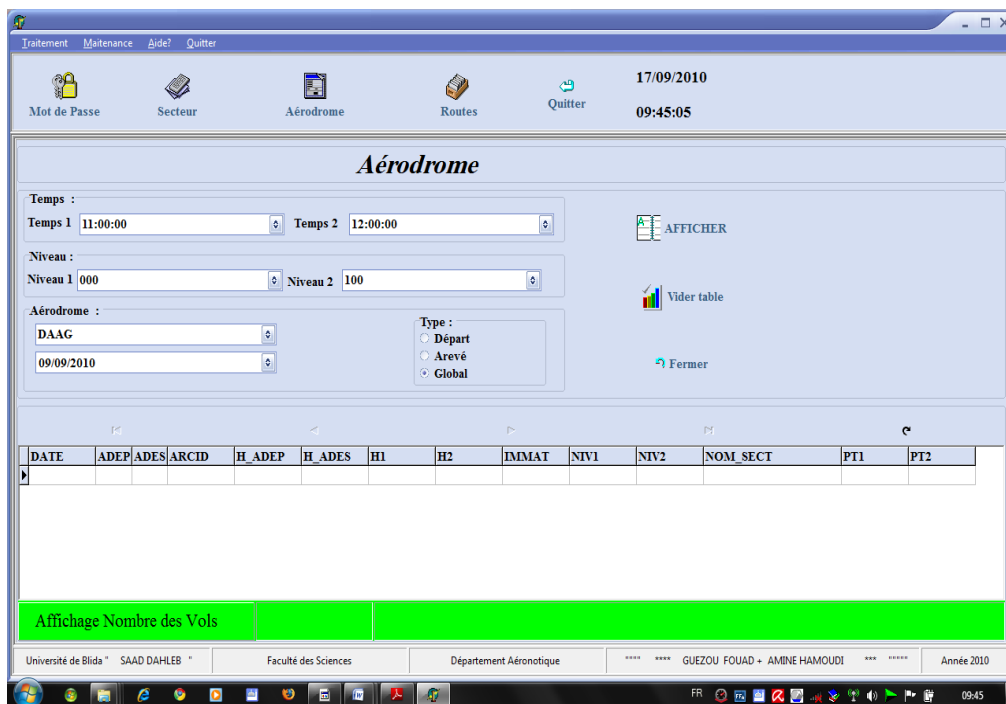 Traitement Maitenance Aide? Quitter
Mot de Passe Secteur Aérodrome Routes Quitter 17/09/2010
09:45:05
Aérodrome
Temps :
Temps 1 11:00:00 Temps 2 12:00:00
AFFICHER
Niveau :
Niveau 1 000 Niveau 2 100
Vider table
Aérodrome :
DAAG
09/09/2010
Type :
Départ
Arevé
Global
Fermer
DATE ADEP ADES ARCID H_ADEP H_ADES H1 H2 IMMAT NIV1 NIV2 NOM_SECT PT1 PT2
Affichage Nombre des Vols
Université de Blida " SAAD DAHLEB " Faculté des Sciences Département Aéronotique """" **** GUEZOU FOUAD + AMINE HAMOUDI *** """"" Année 2010
FR 09:45